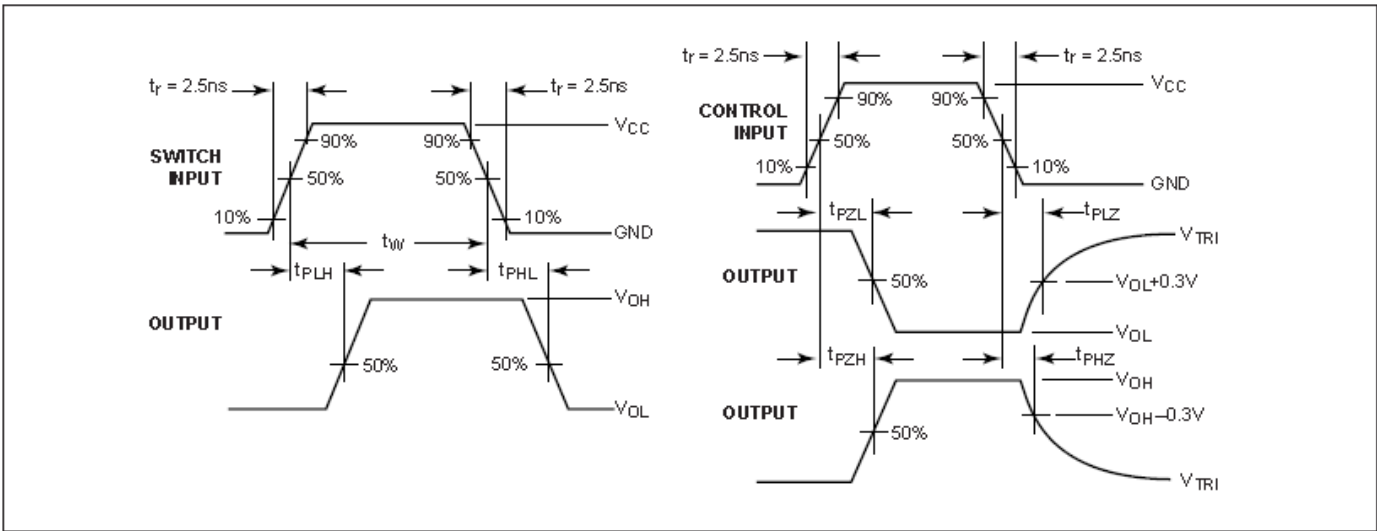 tr = 2.5ns
tr = 2.5ns
VCC
90%
90%
SWITCH
INPUT
50%
50%
10%
10%
GND
tW
tPLH
tPHL
VOH
OUTPUT
50%
50%
VOL
tr = 2.5ns
tr = 2.5ns
VCC
90%
90%
CONTROL
INPUT
50%
50%
10%
10%
GND
tPZL
tPLZ
VTRI
OUTPUT
50%
VOL+0.3V
VOL
tPZH
tPHZ
VOH
OUTPUT
VOH–0.3V
50%
VTRI